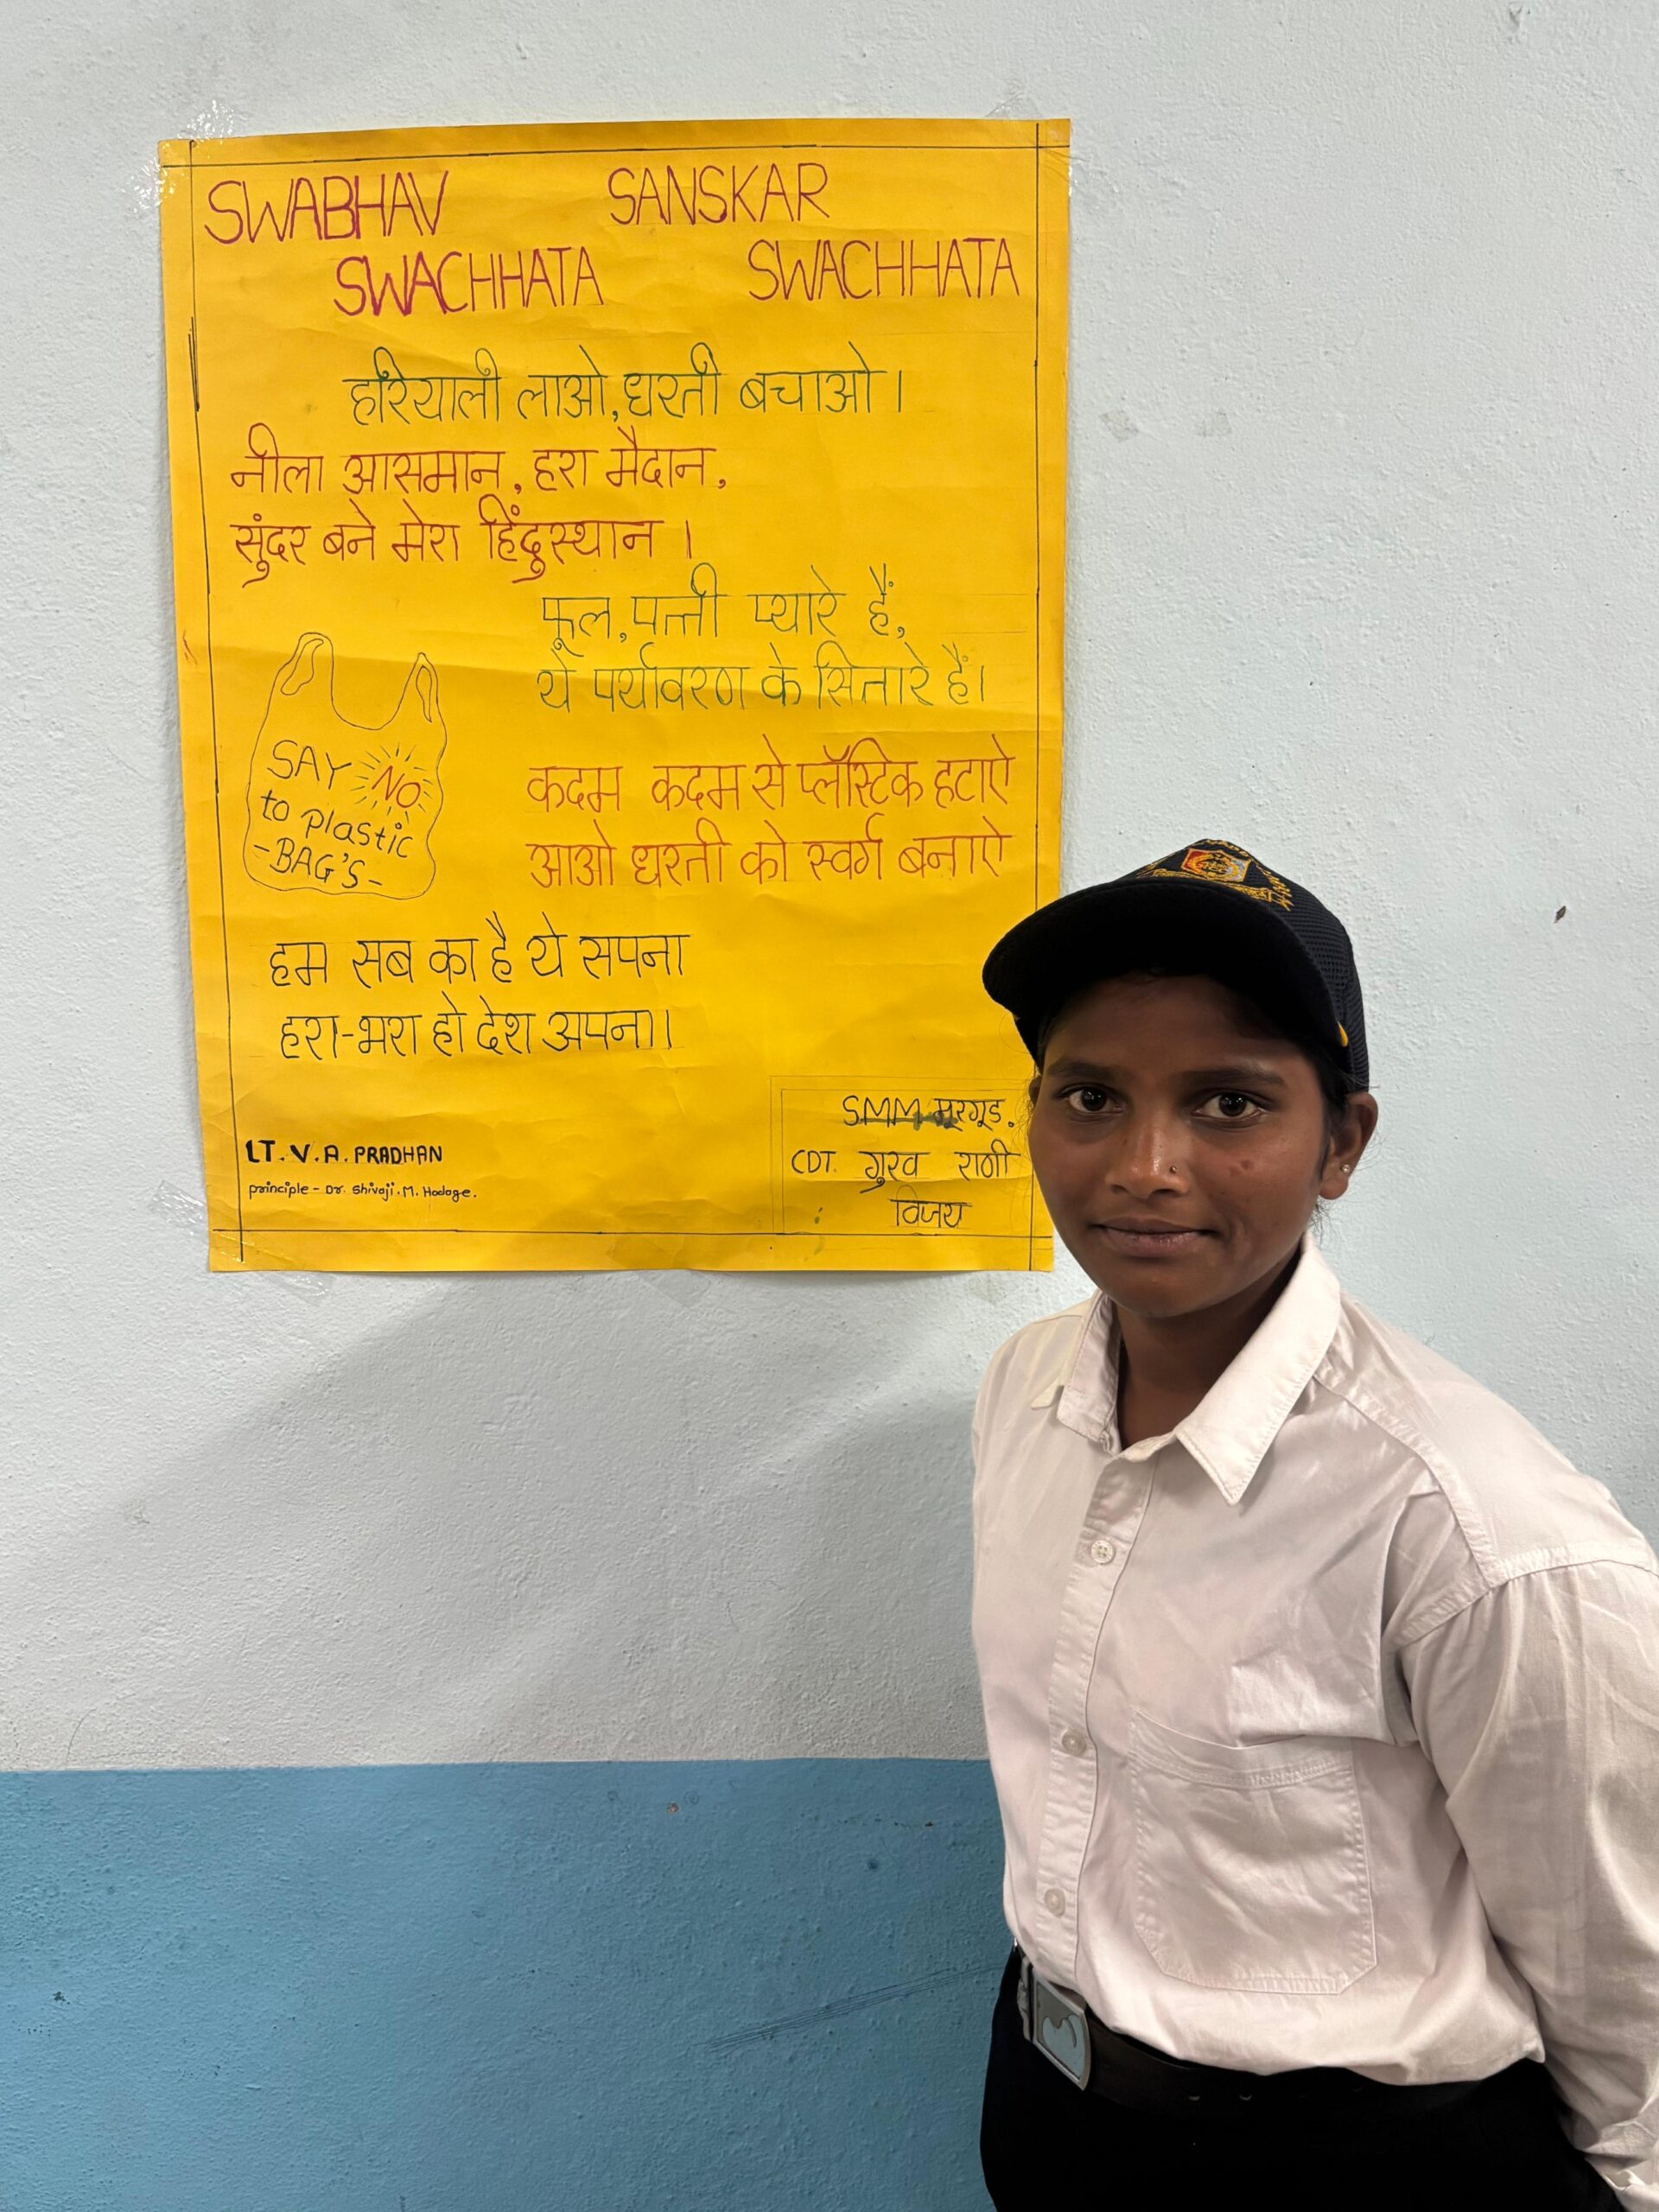 SWABHAV SANSKAR
SWACHHATA SWACHHATA
हरियाली लाओ, धरती बचाओ।
नीला आसमान, हरा मैदान,
सुंदर बने मेरा हिंदुस्थान।
फूल, पत्ती प्यारे हैं,
ये पर्यावरण के सितारे हैं।
SAY NO
to plastic
-BAG'S-
कदम कदम से प्लॅस्टिक हटाऐ
आओ धरती को स्वर्ग बनाऐ
हम सब का है ये सपना
हरा-भरा हो देश अपना।
LT. V. A. PRADHAN
principle - Dr. Shivaji. M. Hodage.
S.M.M. मूरगूड.
CDT. गुरव राणी
विजय